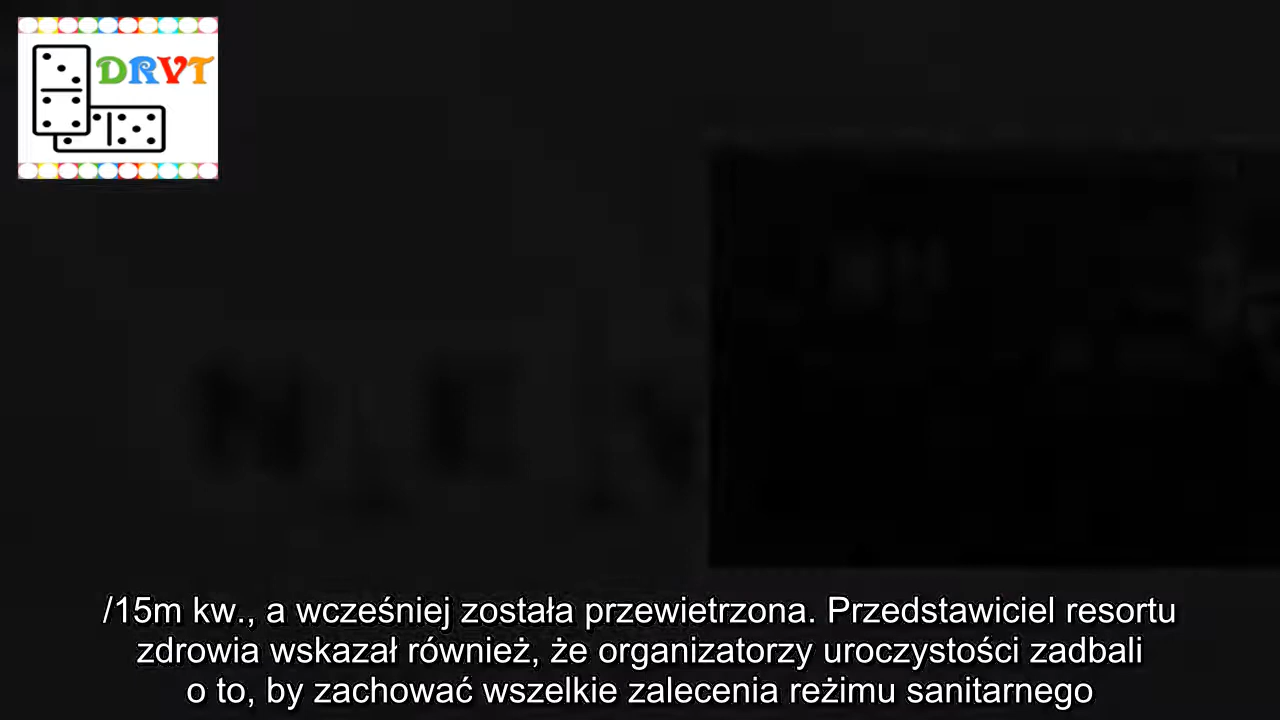 DRVT
/15m kw., a wcześniej została przewietrzona. Przedstawiciel resortu
zdrowia wskazał również, że organizatorzy uroczystości zadbali
o to, by zachować wszelkie zalecenia reżimu sanitarnego